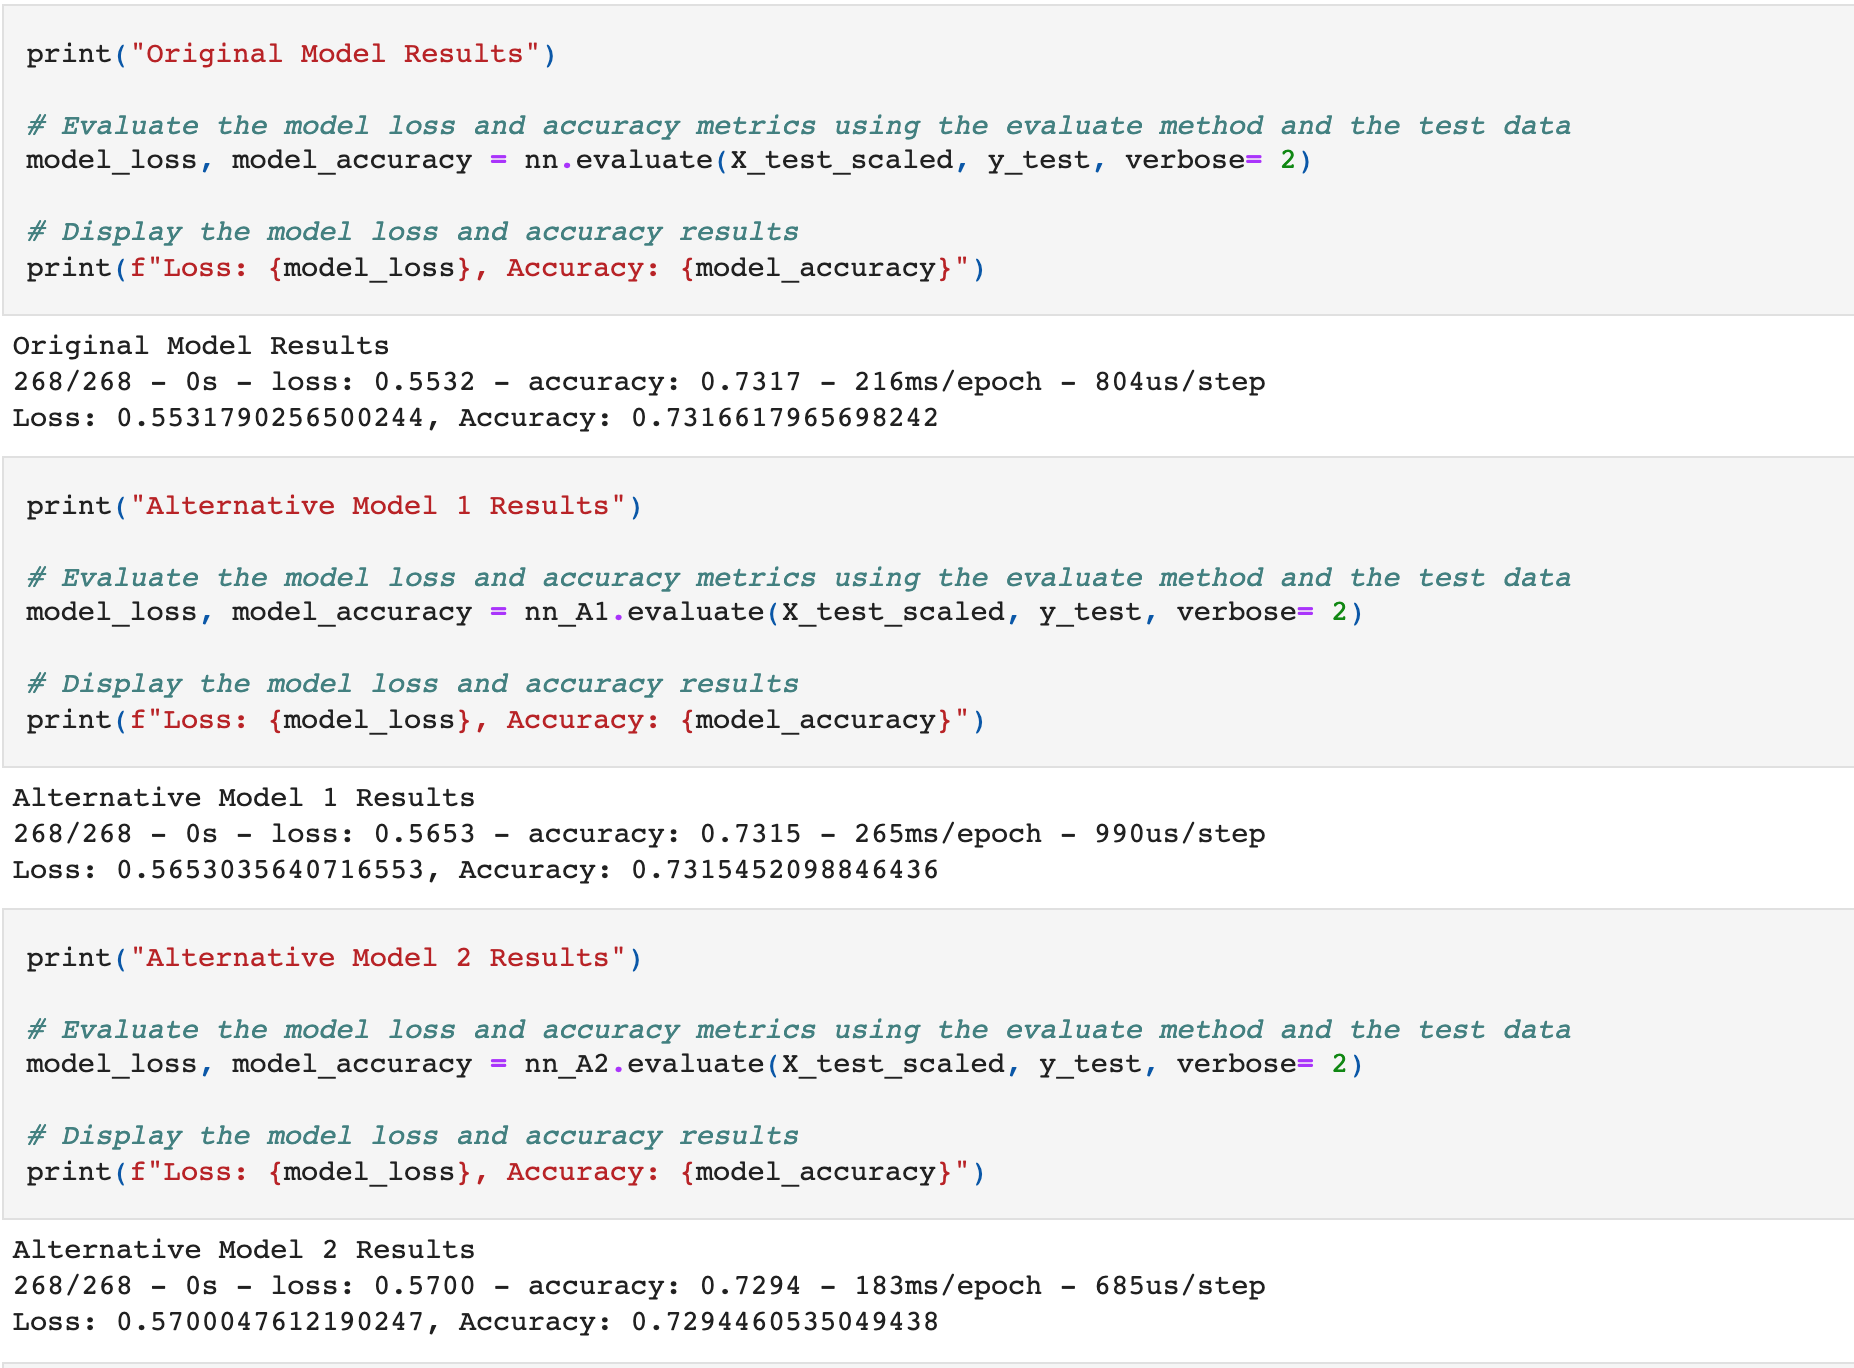 print("Original Model Results")
# Evaluate the model loss and accuracy metrics using the evaluate method and the test data
model_loss, model_accuracy = nn.evaluate(X_test_scaled, y_test, verbose= 2)
# Display the model loss and accuracy results
print(f"Loss: {model_loss}, Accuracy: {model_accuracy}")
Original Model Results
268/268 - 0s - loss: 0.5532 - accuracy: 0.7317 - 216ms/epoch - 804us/step
Loss: 0.5531790256500244, Accuracy: 0.7316617965698242
print("Alternative Model 1 Results")
# Evaluate the model loss and accuracy metrics using the evaluate method and the test data
model_loss, model_accuracy = nn_A1.evaluate(X_test_scaled, y_test, verbose= 2)
# Display the model loss and accuracy results
print(f"Loss: {model_loss}, Accuracy: {model_accuracy}")
Alternative Model 1 Results
268/268 - 0s - loss: 0.5653 - accuracy: 0.7315 - 265ms/epoch - 990us/step
Loss: 0.5653035640716553, Accuracy: 0.7315452098846436
print("Alternative Model 2 Results")
# Evaluate the model loss and accuracy metrics using the evaluate method and the test data
model_loss, model_accuracy = nn_A2.evaluate(X_test_scaled, y_test, verbose= 2)
# Display the model loss and accuracy results
print(f"Loss: {model_loss}, Accuracy: {model_accuracy}")
Alternative Model 2 Results
268/268 - 0s - loss: 0.5700 - accuracy: 0.7294 - 183ms/epoch - 685us/step
Loss: 0.5700047612190247, Accuracy: 0.7294460535049438